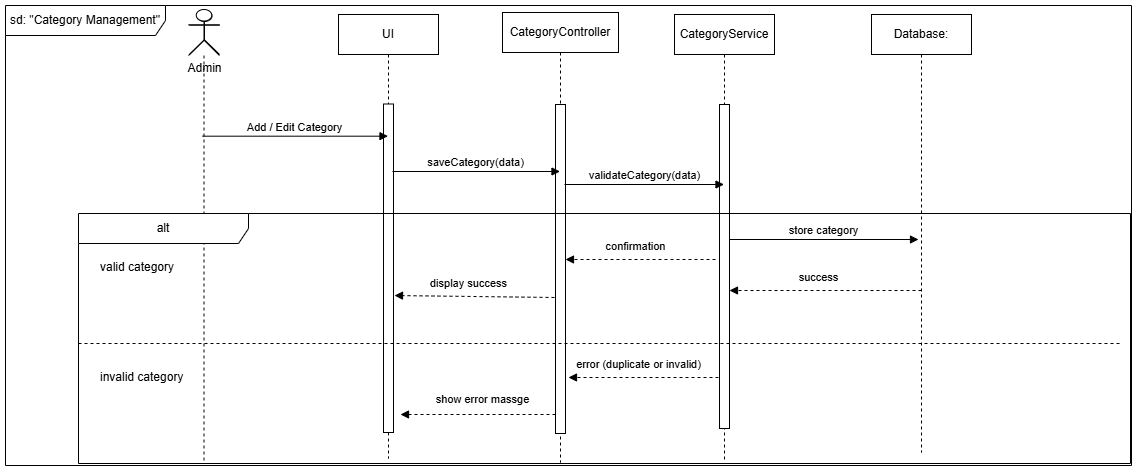 sd: "Category Management"
Admin
UI
CategoryController
CategoryService
Database:
Add / Edit Category
saveCategory(data)
validateCategory(data)
alt
store category
confirmation
valid category
success
display success
error (duplicate or invalid)
invalid category
show error massge